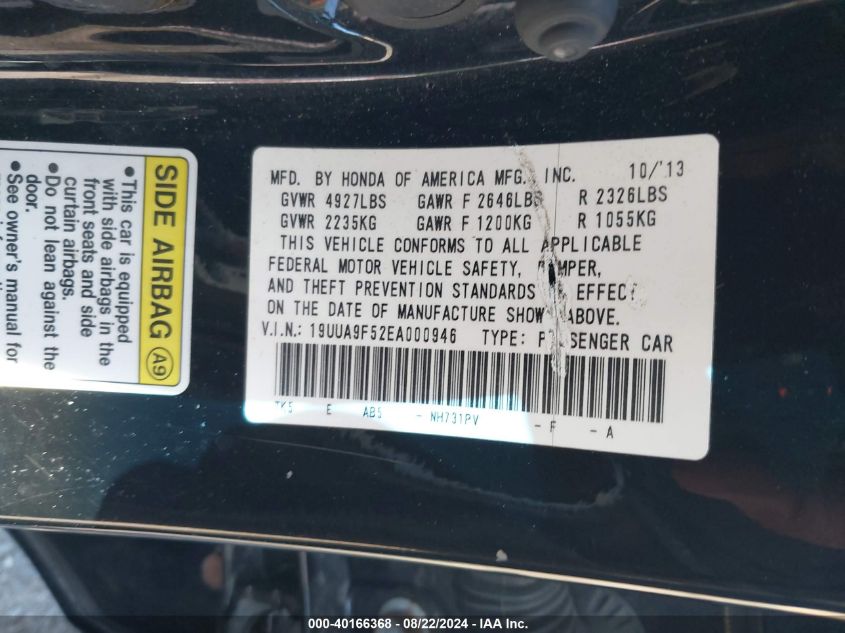 MFD. BY HONDA OF AMERICA MFG. INC. 10/'13
GVWR 4927LBS GAWR F 2646LBS R 2326LBS
GVWR 2235KG GAWR F 1200KG R 1055KG
THIS VEHICLE CONFORMS TO ALL APPLICABLE
FEDERAL MOTOR VEHICLE SAFETY,
AND THEFT PREVENTION STANDARDS EFFECT
ON THE DATE OF MANUFACTURE SHOW ABOVE.
V.I.N.: 19UUA9F52EA000946 TYPE: P SENGER CAR
TK5 E AB5 - NH731PV - F - A
SIDE AIRBAG A9
•This car is equipped
with side airbags in the
front seats and side
curtain airbags.
•Do not lean against the
door.
•See owner's manual for
000-40166368 - 08/22/2024 - IAA Inc.